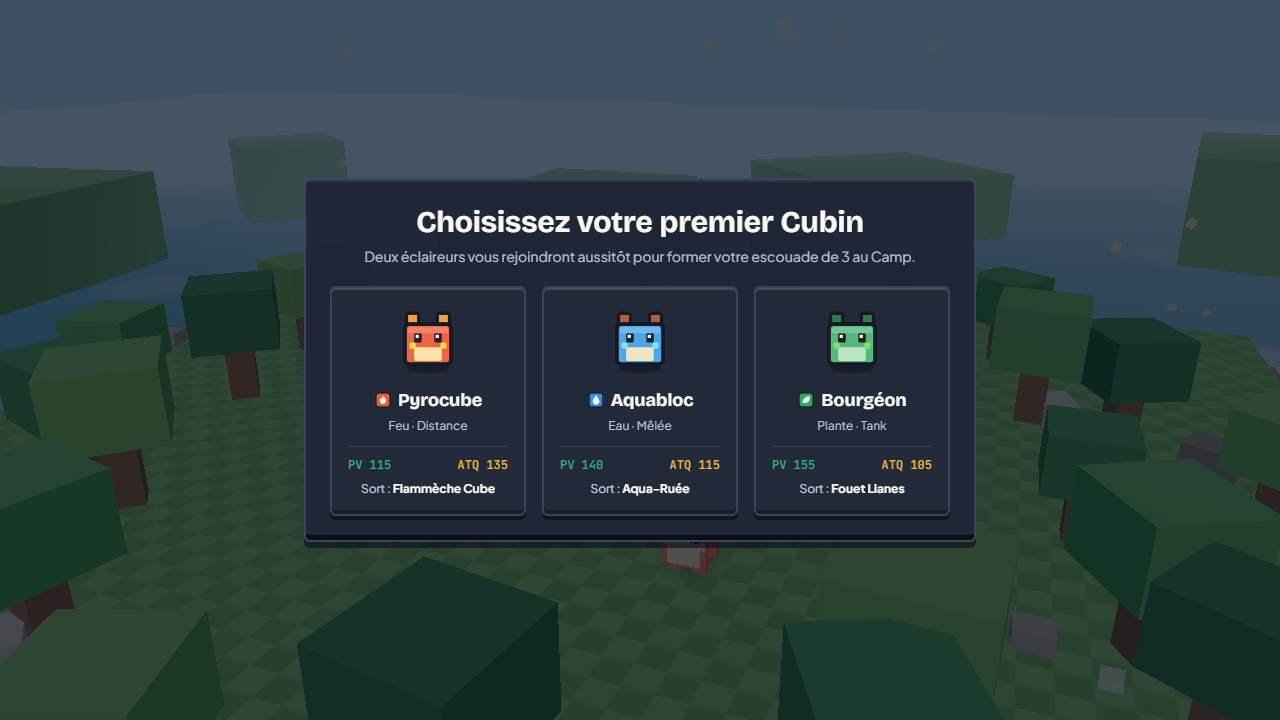 Choisissez votre premier Cubin
Deux éclaireurs vous rejoindront aussitôt pour former votre escouade de 3 au Camp.
Pyrocube
Feu · Distance
PV 115 ATQ 135
Sort : Flammèche Cube
Aquabloc
Eau · Mêlée
PV 140 ATQ 115
Sort : Aqua-Ruée
Bourgéon
Plante · Tank
PV 155 ATQ 105
Sort : Fouet Lianes